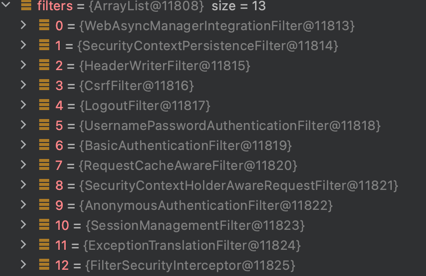 filters = {ArrayList@11808} size = 13
0 = {WebAsyncManagerIntegrationFilter@11813}
1 = {SecurityContextPersistenceFilter@11814}
2 = {HeaderWriterFilter@11815}
3 = {CsrfFilter@11816}
4 = {LogoutFilter@11817}
5 = {UsernamePasswordAuthenticationFilter@11818}
6 = {BasicAuthenticationFilter@11819}
7 = {RequestCacheAwareFilter@11820}
8 = {SecurityContextHolderAwareRequestFilter@11821}
9 = {AnonymousAuthenticationFilter@11822}
10 = {SessionManagementFilter@11823}
11 = {ExceptionTranslationFilter@11824}
12 = {FilterSecurityInterceptor@11825}